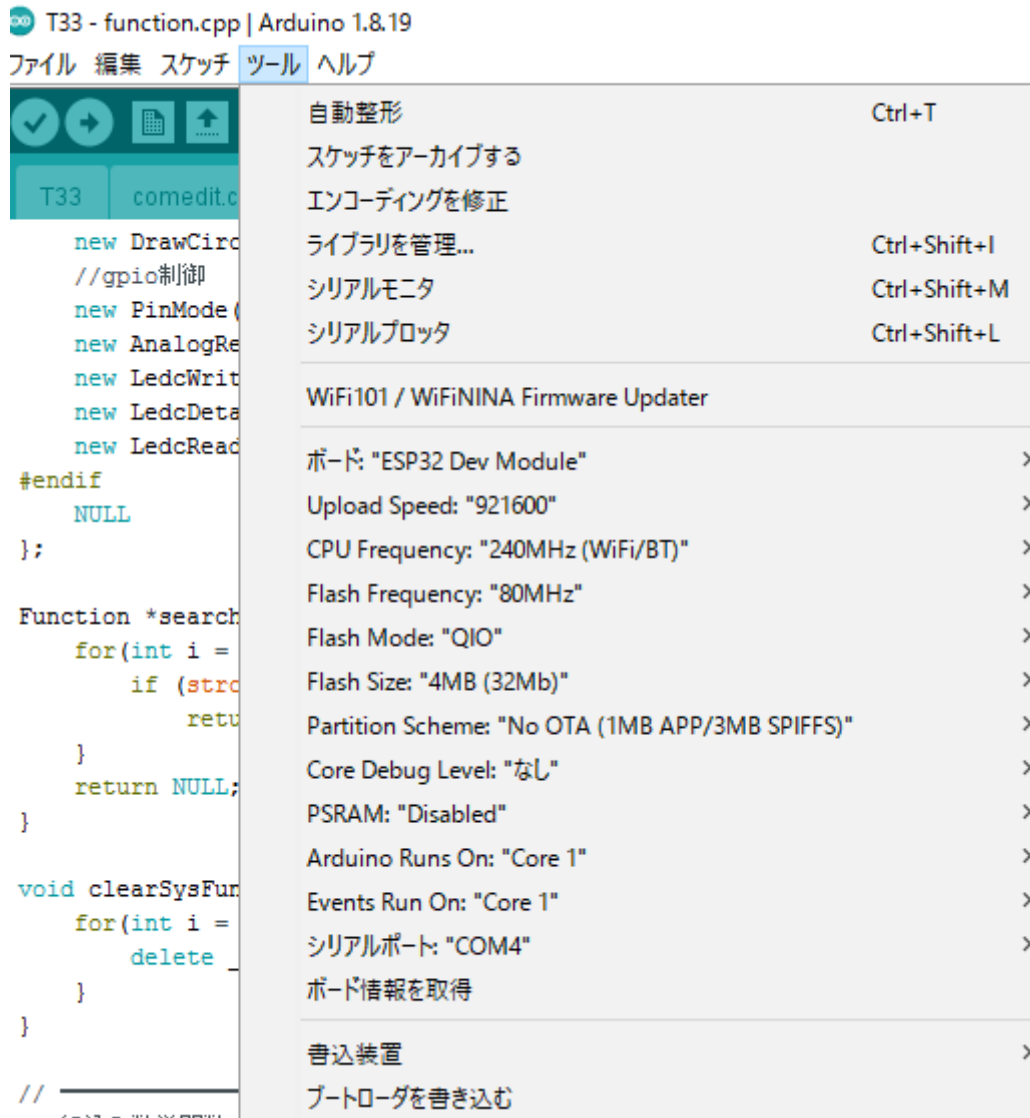 T33 - function.cpp | Arduino 1.8.19
ファイル 編集 スケッチ ツール ヘルプ
T33 comedit.c
new DrawCirc
//gpio制御
new PinMode(
new AnalogRe
new LedcWrit
new LedcDeta
new LedcRead
#endif
NULL
};
Function *search
for(int i =
if (strc
retu
}
return NULL;
}
void clearSysFun
for(int i =
delete _
}
}
//
自動整形 Ctrl+T
スケッチをアーカイブする
エンコーディングを修正
ライブラリを管理... Ctrl+Shift+I
シリアルモニタ Ctrl+Shift+M
シリアルプロッタ Ctrl+Shift+L
WiFi101 / WiFiNINA Firmware Updater
ボード: "ESP32 Dev Module"
Upload Speed: "921600"
CPU Frequency: "240MHz (WiFi/BT)"
Flash Frequency: "80MHz"
Flash Mode: "QIO"
Flash Size: "4MB (32Mb)"
Partition Scheme: "No OTA (1MB APP/3MB SPIFFS)"
Core Debug Level: "なし"
PSRAM: "Disabled"
Arduino Runs On: "Core 1"
Events Run On: "Core 1"
シリアルポート: "COM4"
ボード情報を取得
書込装置
ブートローダを書き込む